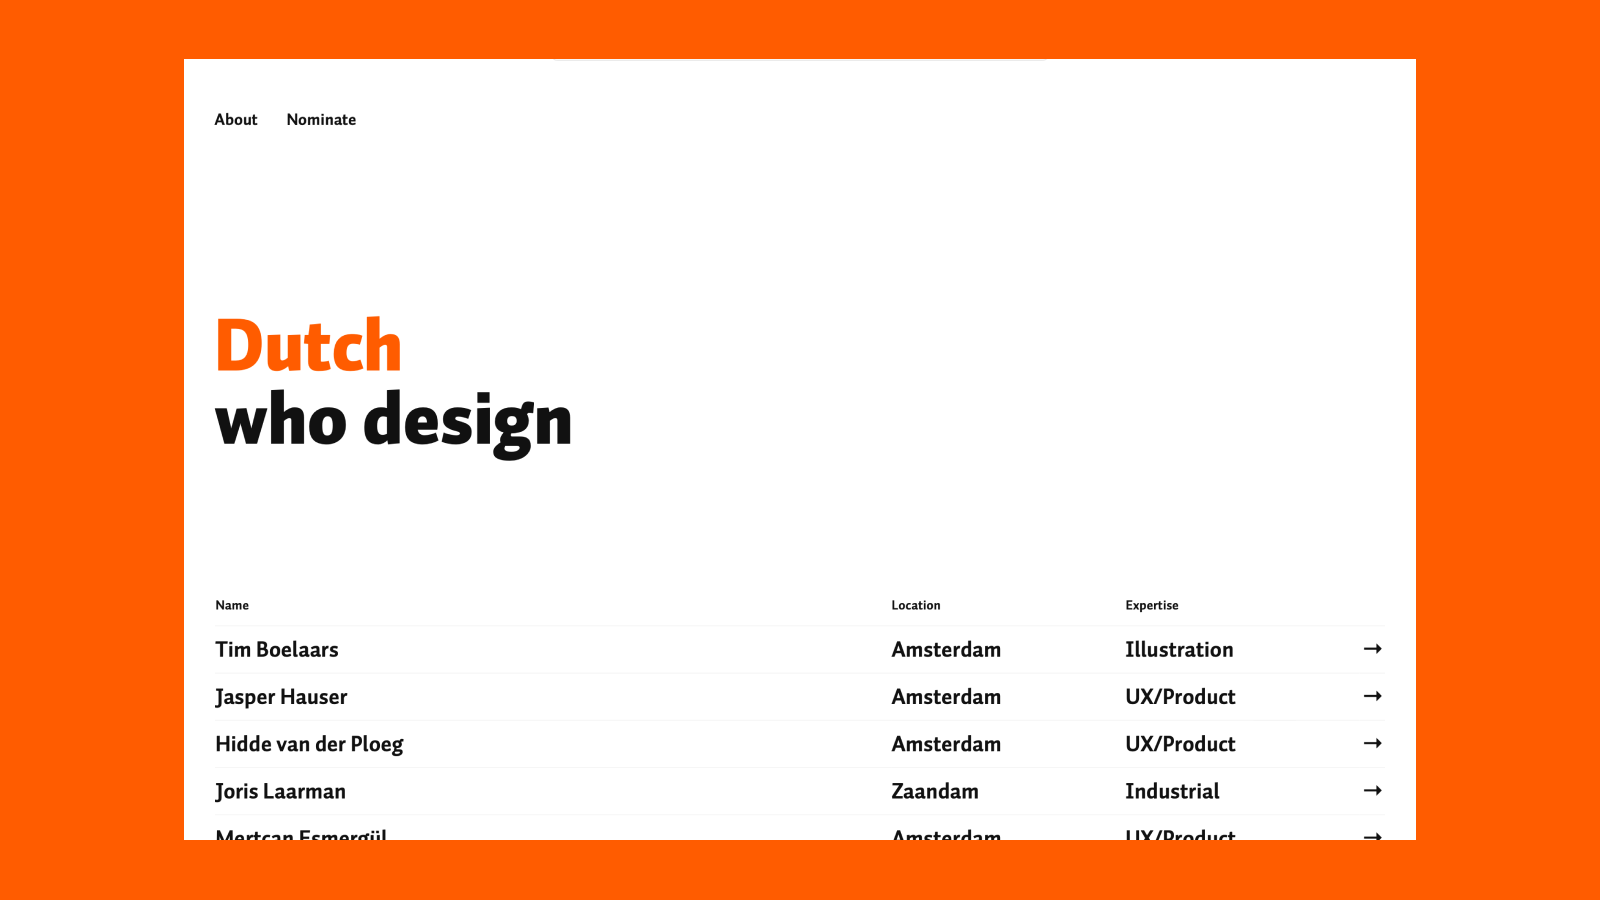 About Nominate
Dutch
who design
Name Location Expertise
Tim Boelaars Amsterdam Illustration →
Jasper Hauser Amsterdam UX/Product →
Hidde van der Ploeg Amsterdam UX/Product →
Joris Laarman Zaandam Industrial →
Mertcan Esmergül Amsterdam UX/Product →